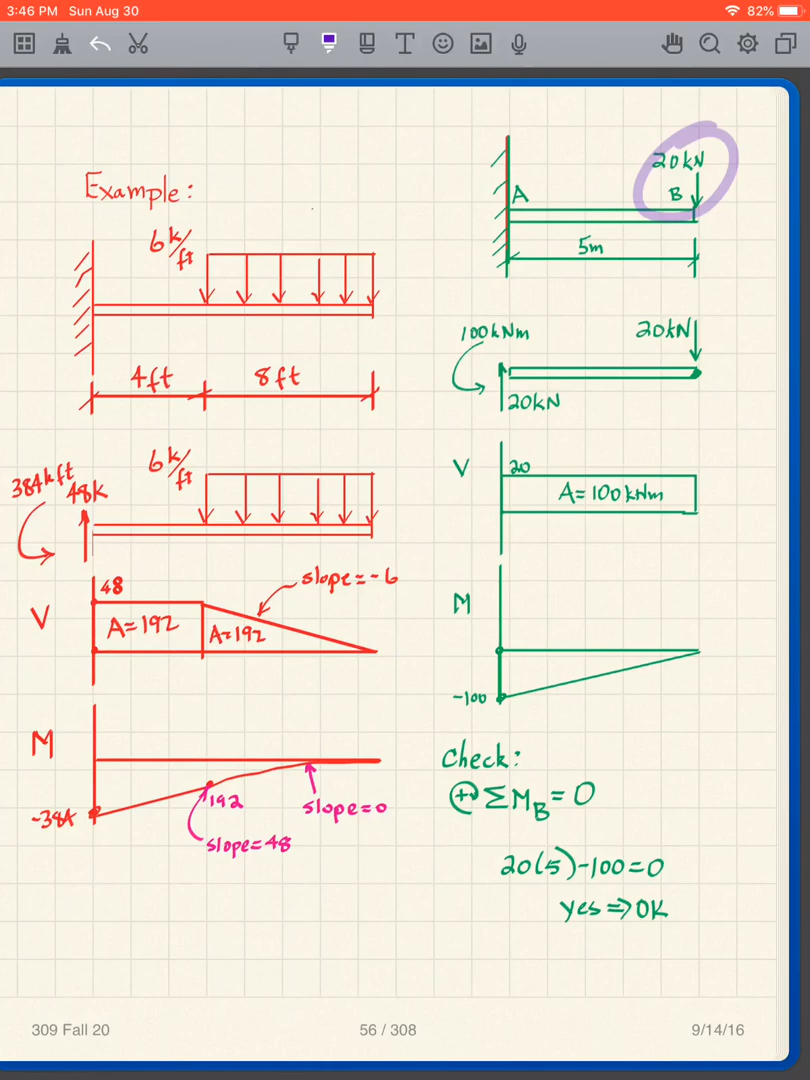 3:46 PM Sun Aug 30
82%
Example:
6 k/ft
4ft
8ft
6 k/ft
384kft
48k
V
48
slope=-6
A=192
A=192
M
-384
192
slope=0
slope=48
20kN
A
B
5m
100kNm
20kN
20kN
V
20
A=100kNm
M
-100
Check:
+ ΣM_B=0
20(5)-100=0
yes⇒OK
309 Fall 20
56 / 308
9/14/16